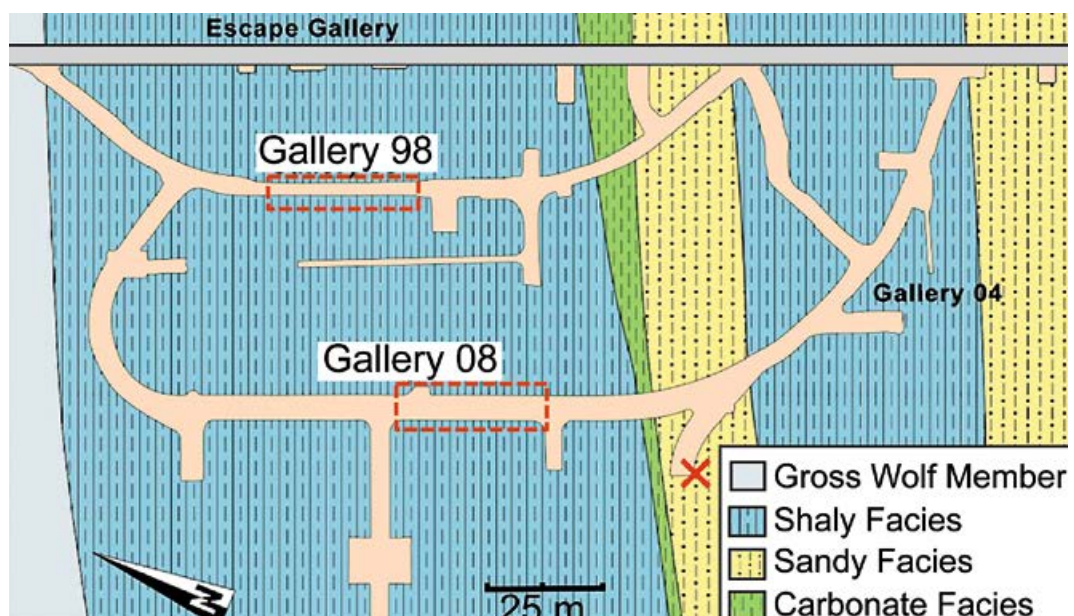 Escape Gallery
Gallery 98
Gallery 04
Gallery 08
Gross Wolf Member
Shaly Facies
Sandy Facies
Carbonate Facies
N
25 m